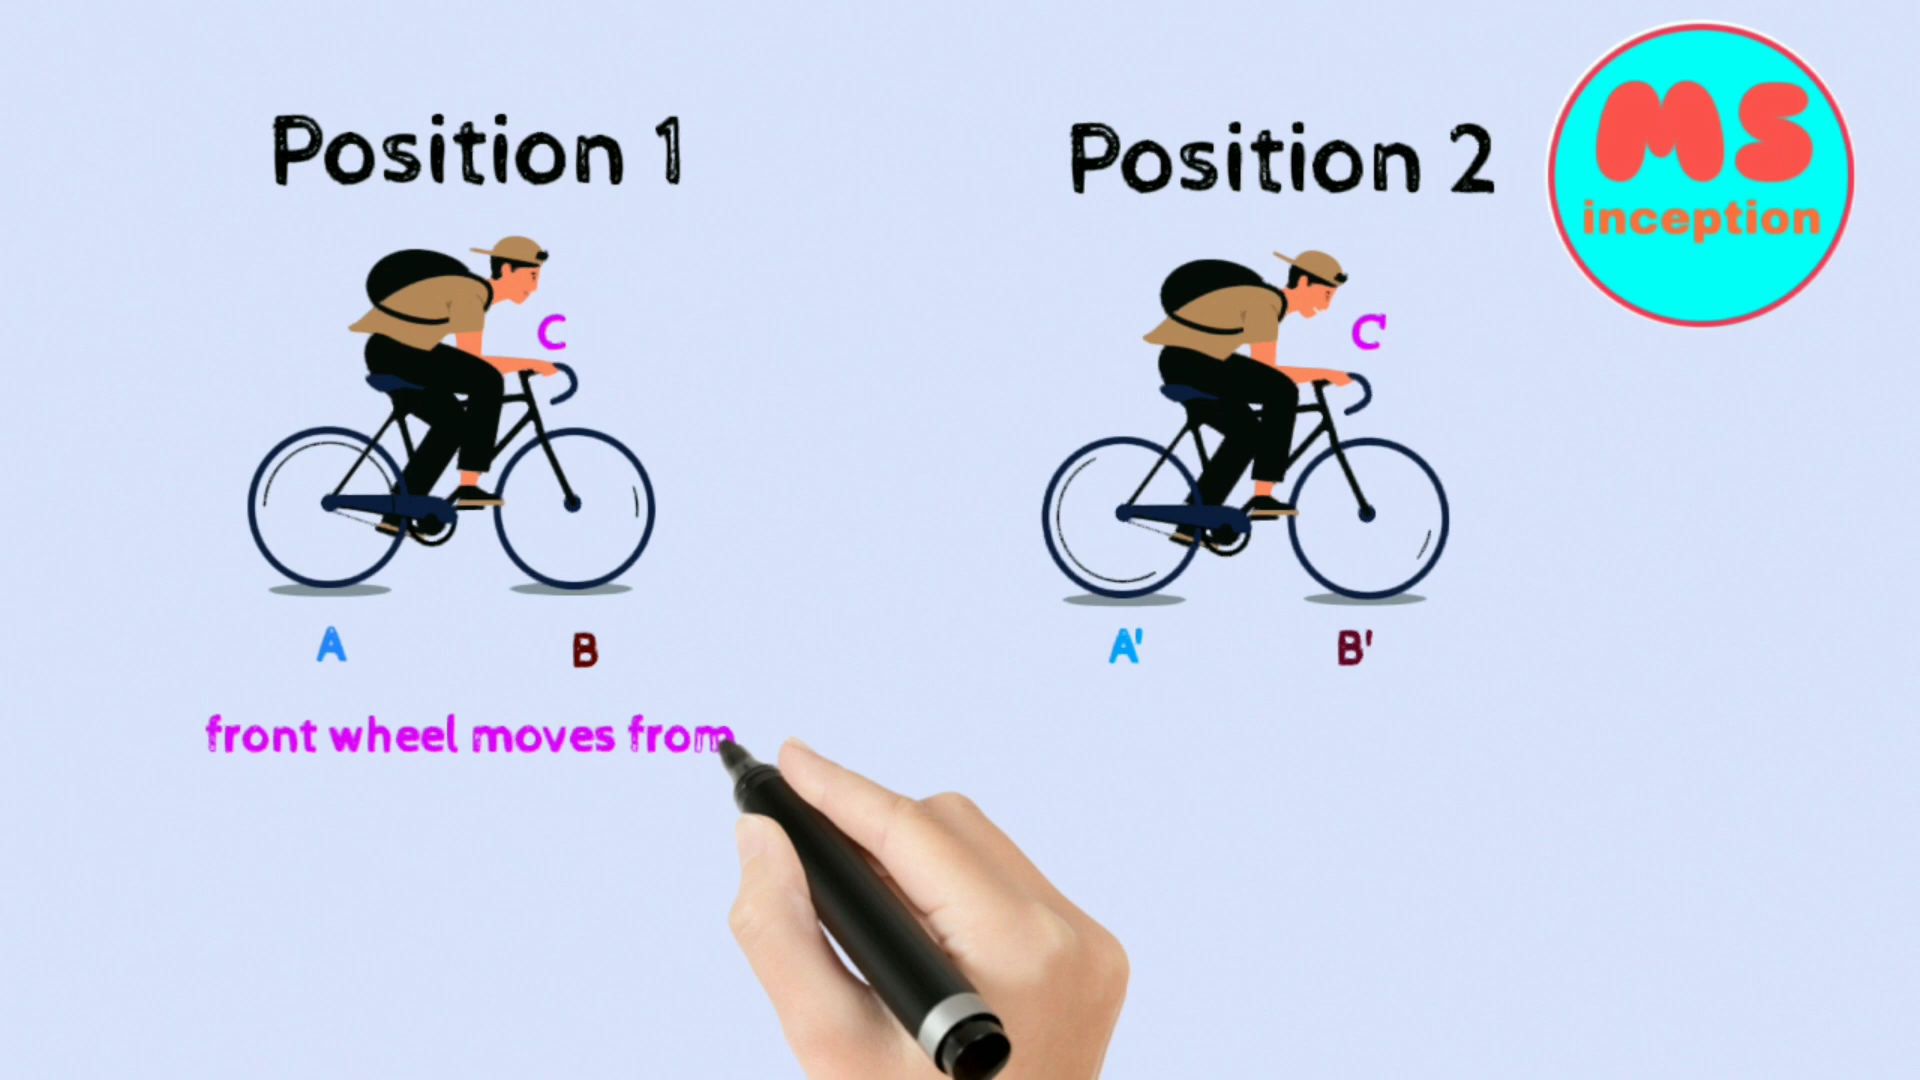 Position 1
Position 2
MS
inception
C
C'
A
B
A'
B'
front wheel moves from